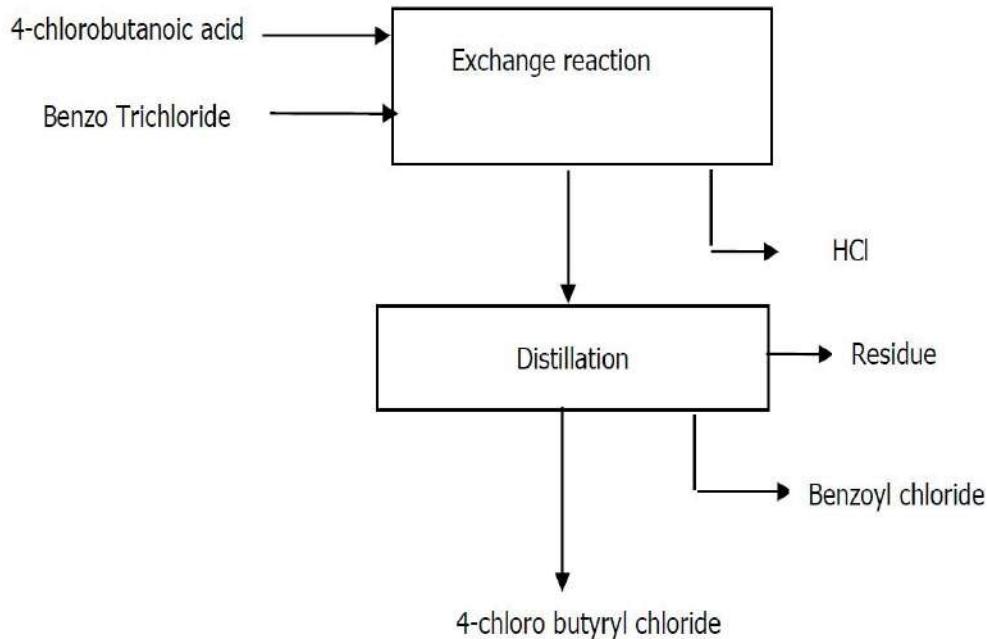 4-chlorobutanoic acid
Exchange reaction
Benzo Trichloride
HCl
Distillation
Residue
Benzoyl chloride
4-chloro butyryl chloride